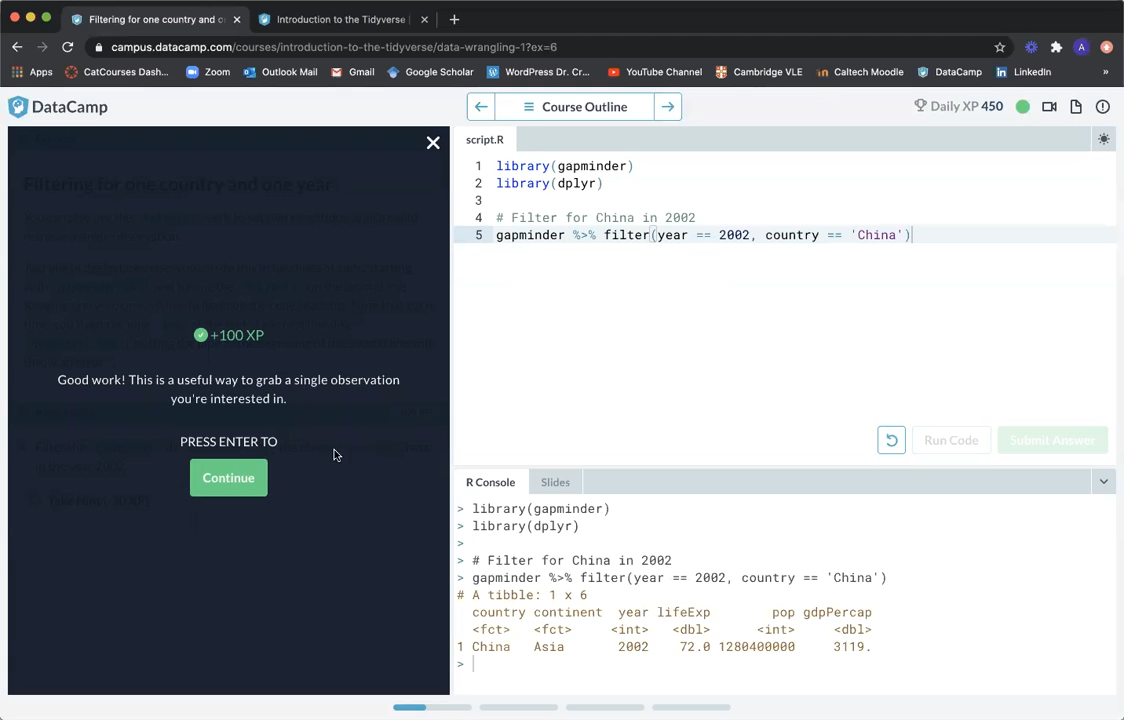 Filtering for one country and o
Introduction to the Tidyverse
campus.datacamp.com/courses/introduction-to-the-tidyverse/data-wrangling-1?ex=6
A
Apps
CatCourses Dash...
Zoom
Outlook Mail
Gmail
Google Scholar
WordPress Dr. Cr...
YouTube Channel
Cambridge VLE
Caltech Moodle
DataCamp
LinkedIn
»
DataCamp
Course Outline
Daily XP 450
Filtering for one country and one year
+100 XP
Good work! This is a useful way to grab a single observation
you're interested in.
PRESS ENTER TO
Continue
script.R
1 library(gapminder)
2 library(dplyr)
3
4 # Filter for China in 2002
5 gapminder %>% filter(year == 2002, country == 'China')
Run Code
Submit Answer
R Console
Slides
> library(gapminder)
> library(dplyr)
>
> # Filter for China in 2002
> gapminder %>% filter(year == 2002, country == 'China')
# A tibble: 1 x 6
country continent year lifeExp pop gdpPercap
<fct> <fct> <int> <dbl> <int> <dbl>
1 China Asia 2002 72.0 1280400000 3119.
>